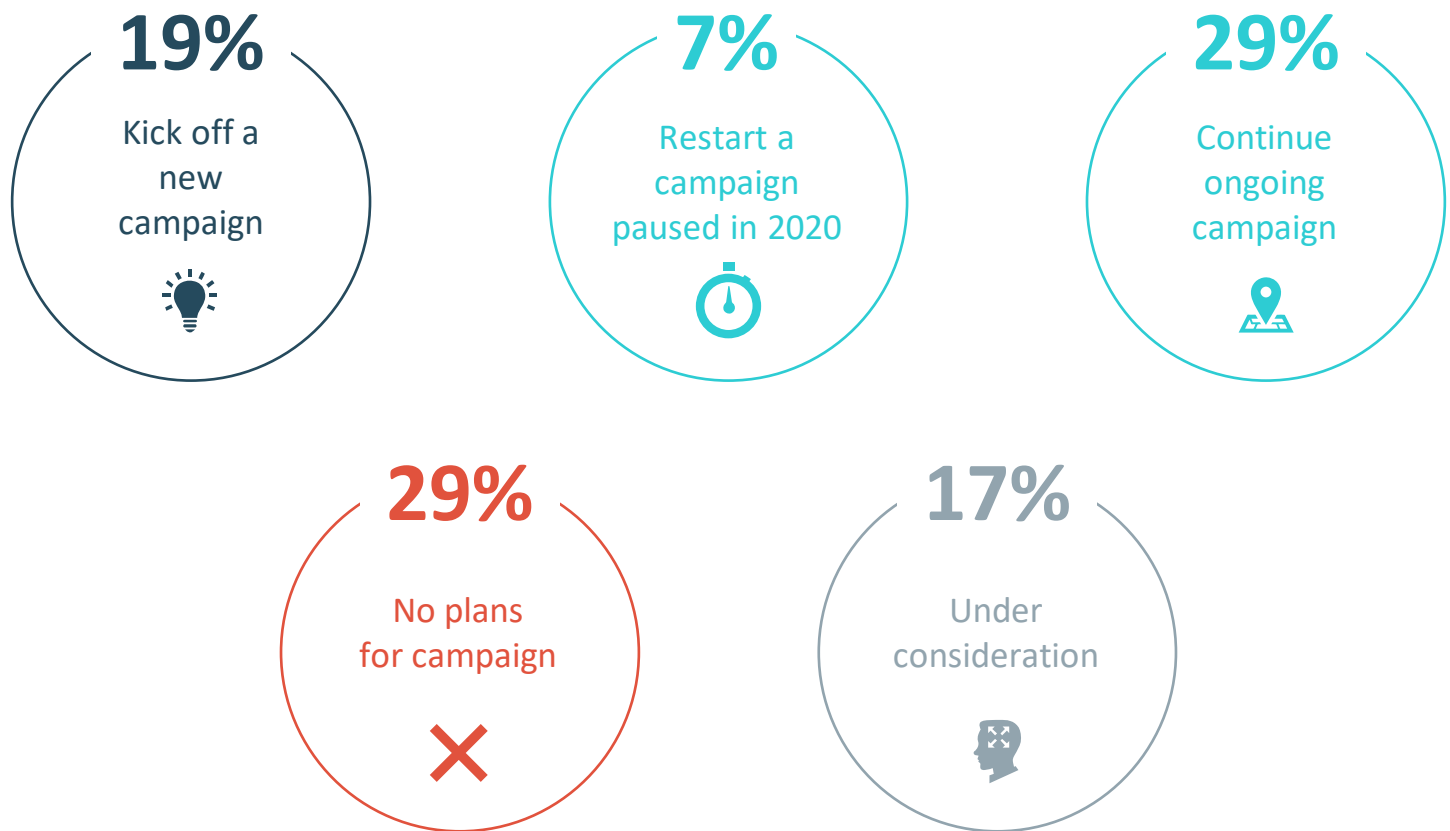 19%
Kick off a
new
campaign
7%
Restart a
campaign
paused in 2020
29%
Continue
ongoing
campaign
29%
No plans
for campaign
17%
Under
consideration